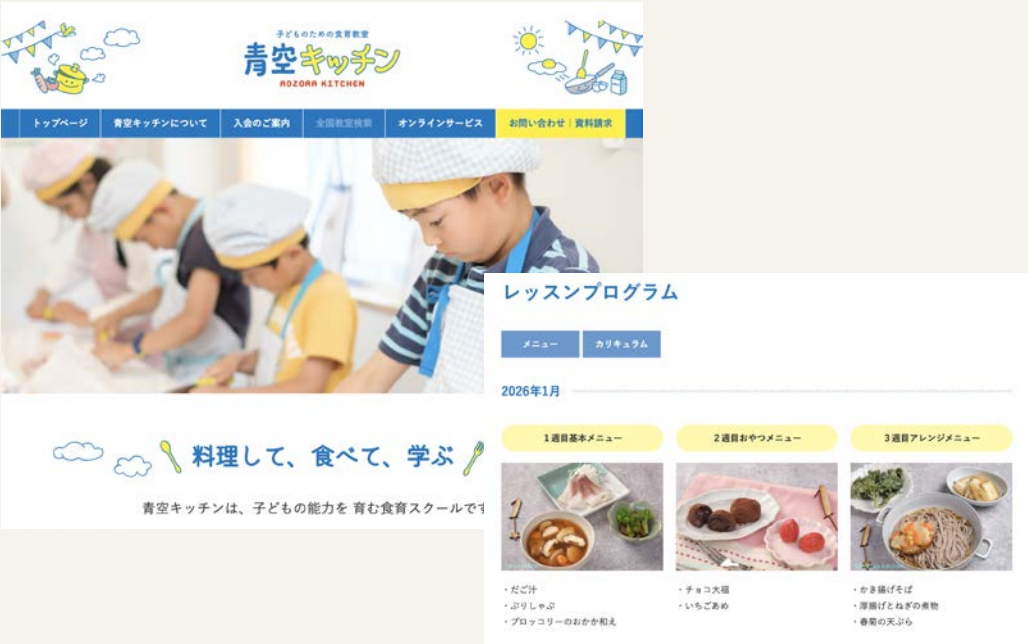 子どものための食育教室
青空キッチン
AOZORA KITCHEN
トップページ
青空キッチンについて
入会のご案内
全国教室検索
オンラインサービス
お問い合わせ｜資料請求
料理して、食べて、学ぶ
青空キッチンは、子どもの能力を 育む食育スクールです
レッスンプログラム
メニュー
カリキュラム
2026年1月
1週目基本メニュー
2週目おやつメニュー
3週目アレンジメニュー
・だご汁
・ぶりしゃぶ
・ブロッコリーのおかか和え
・チョコ大福
・いちごあめ
・かき揚げそば
・厚揚げとねぎの煮物
・春菊の天ぷら